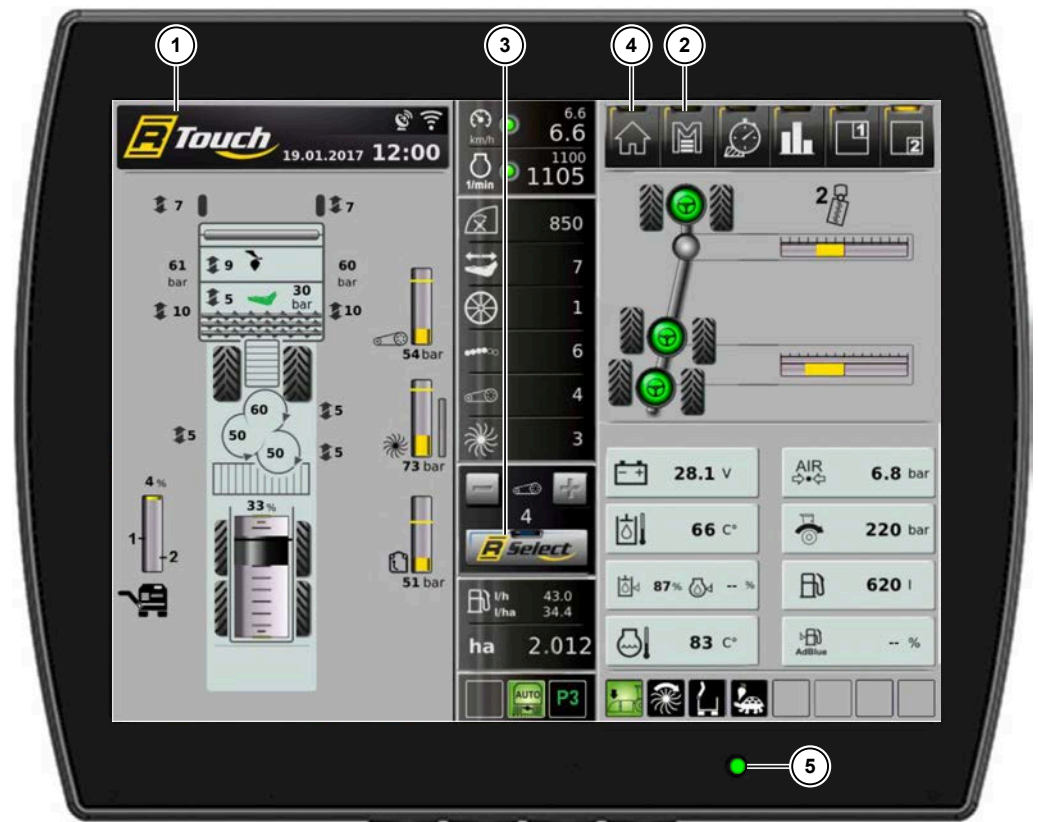 1
3
4
2
R Touch
19.01.2017 12:00
7
7
61
bar
9
60
bar
5
30
bar
10
10
54 bar
60
5
50
5
50
5
73 bar
4 %
33 %
1
2
51 bar
km/h
6.6
6.6
1/min
1100
1105
850
7
1
6
4
3
4
R Select
l/h 43.0
l/ha 34.4
ha 2.012
AUTO
P3
1
2
2
28.1 V
AIR
6.8 bar
66 C°
220 bar
87 % -- %
620 l
83 C°
AdBlue
-- %
5